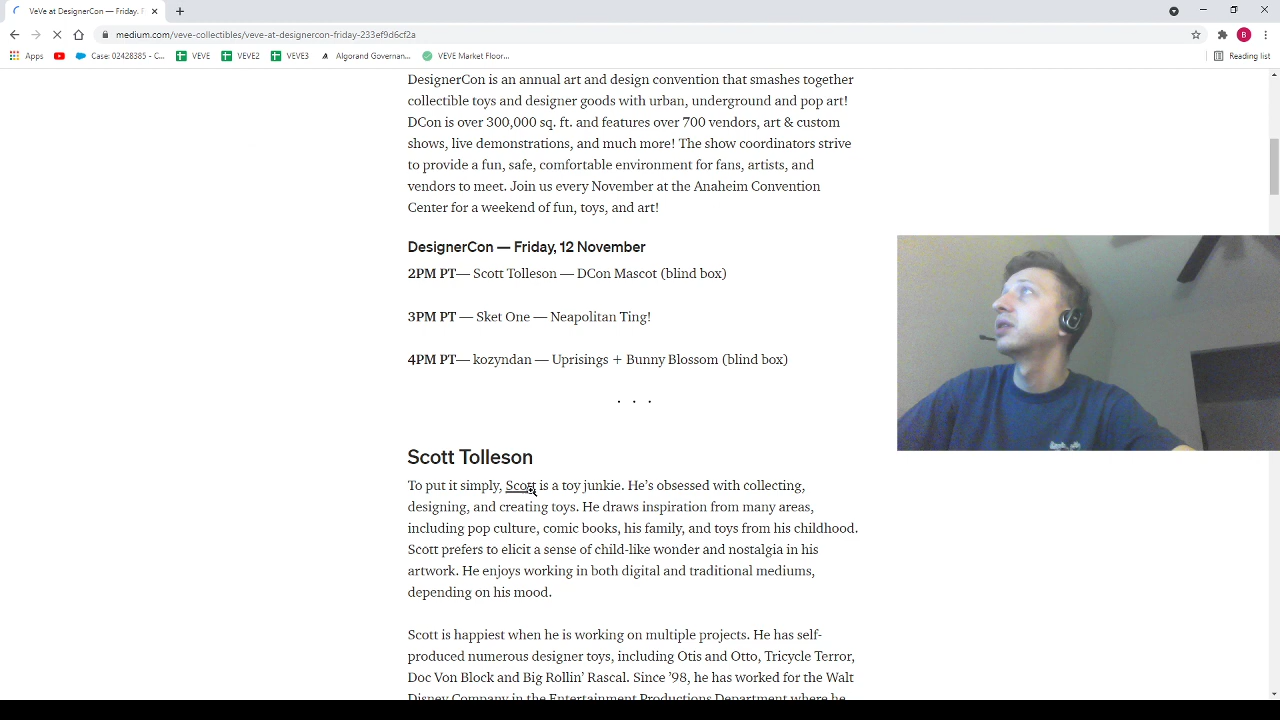 VeVe at DesignerCon — Friday. F
medium.com/veve-collectibles/veve-at-designercon-friday-233ef9d6cf2a
B
Apps
Case: 02428385 - C...
VEVE
VEVE2
VEVE3
Algorand Governan...
VEVE Market Floor...
Reading list
DesignerCon is an annual art and design convention that smashes together
collectible toys and designer goods with urban, underground and pop art!
DCon is over 300,000 sq. ft. and features over 700 vendors, art & custom
shows, live demonstrations, and much more! The show coordinators strive
to provide a fun, safe, comfortable environment for fans, artists, and
vendors to meet. Join us every November at the Anaheim Convention
Center for a weekend of fun, toys, and art!
DesignerCon — Friday, 12 November
2PM PT— Scott Tolleson — DCon Mascot (blind box)
3PM PT — Sket One — Neapolitan Ting!
4PM PT— kozyndan — Uprisings + Bunny Blossom (blind box)
. . .
Scott Tolleson
To put it simply, Scott is a toy junkie. He's obsessed with collecting,
designing, and creating toys. He draws inspiration from many areas,
including pop culture, comic books, his family, and toys from his childhood.
Scott prefers to elicit a sense of child-like wonder and nostalgia in his
artwork. He enjoys working in both digital and traditional mediums,
depending on his mood.
Scott is happiest when he is working on multiple projects. He has self-
produced numerous designer toys, including Otis and Otto, Tricycle Terror,
Doc Von Block and Big Rollin' Rascal. Since '98, he has worked for the Walt
Disney Company in the Entertainment Productions Department where he